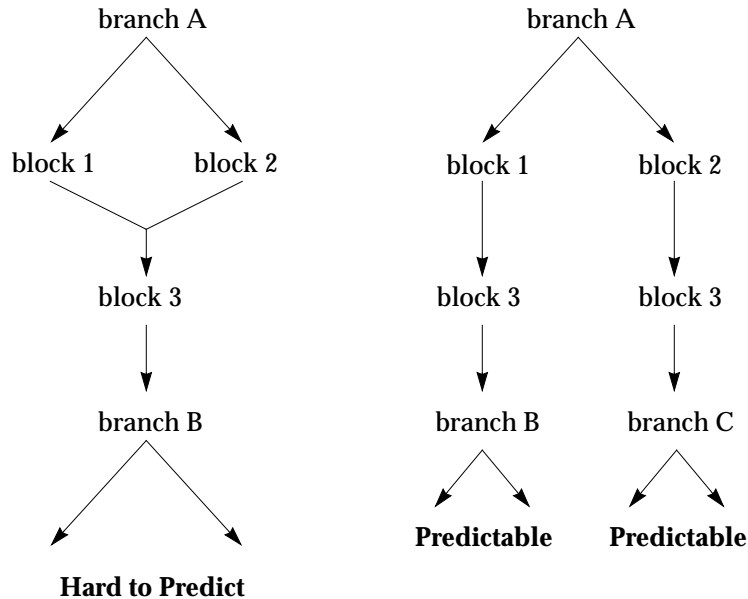 branch A
block 1
block 2
block 3
branch B
Hard to Predict
branch A
block 1
block 2
block 3
block 3
branch B
branch C
Predictable
Predictable